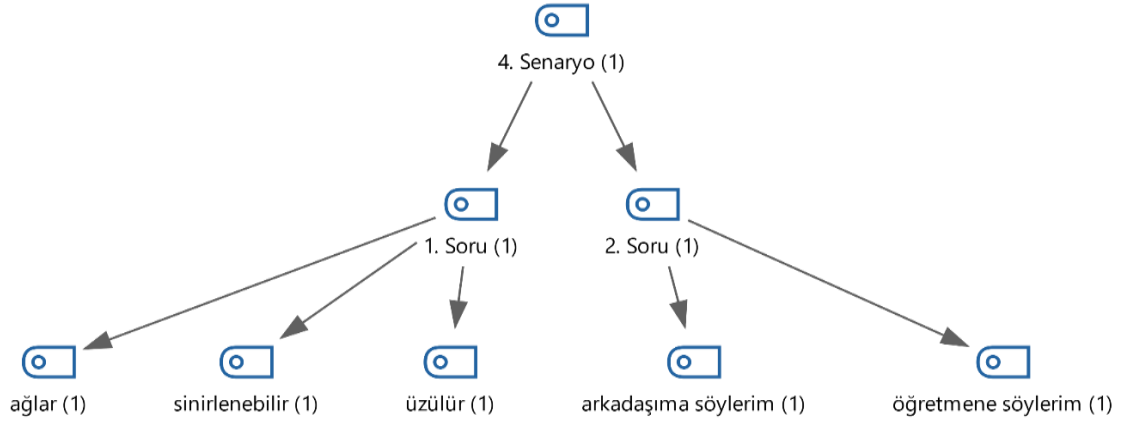 4. Senaryo (1)
1. Soru (1)
2. Soru (1)
ağlar (1)
sinirlenebilir (1)
üzülür (1)
arkadaşıma söylerim (1)
öğretmene söylerim (1)